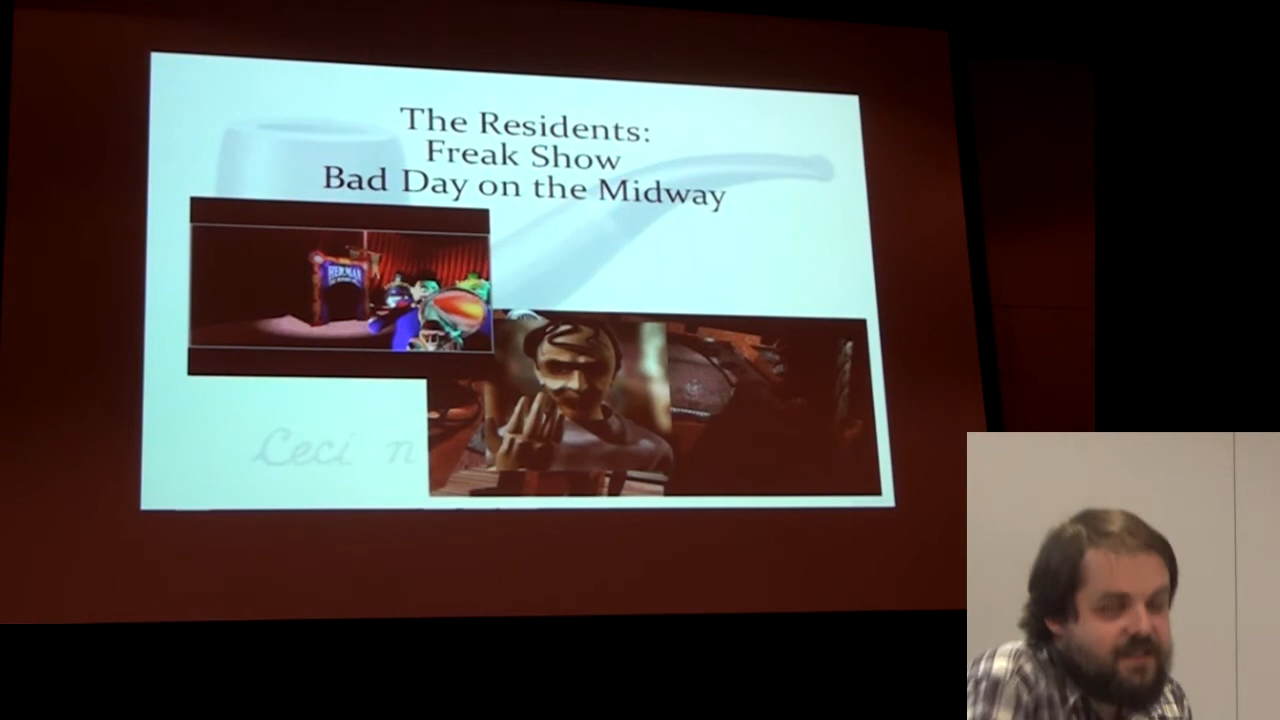 The Residents:
Freak Show
Bad Day on the Midway
HERMAN
Ceci n